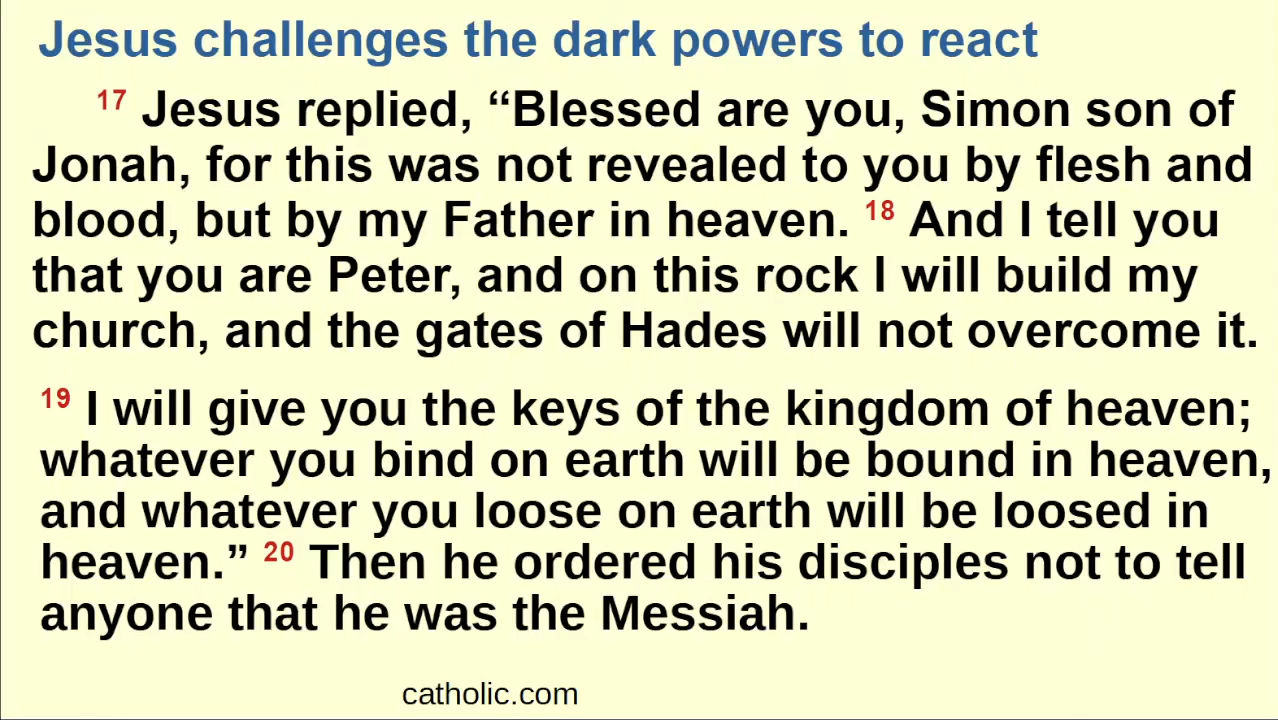 Jesus challenges the dark powers to react
17 Jesus replied, “Blessed are you, Simon son of
Jonah, for this was not revealed to you by flesh and
blood, but by my Father in heaven. 18 And I tell you
that you are Peter, and on this rock I will build my
church, and the gates of Hades will not overcome it.
19 I will give you the keys of the kingdom of heaven;
whatever you bind on earth will be bound in heaven,
and whatever you loose on earth will be loosed in
heaven.” 20 Then he ordered his disciples not to tell
anyone that he was the Messiah.
catholic.com